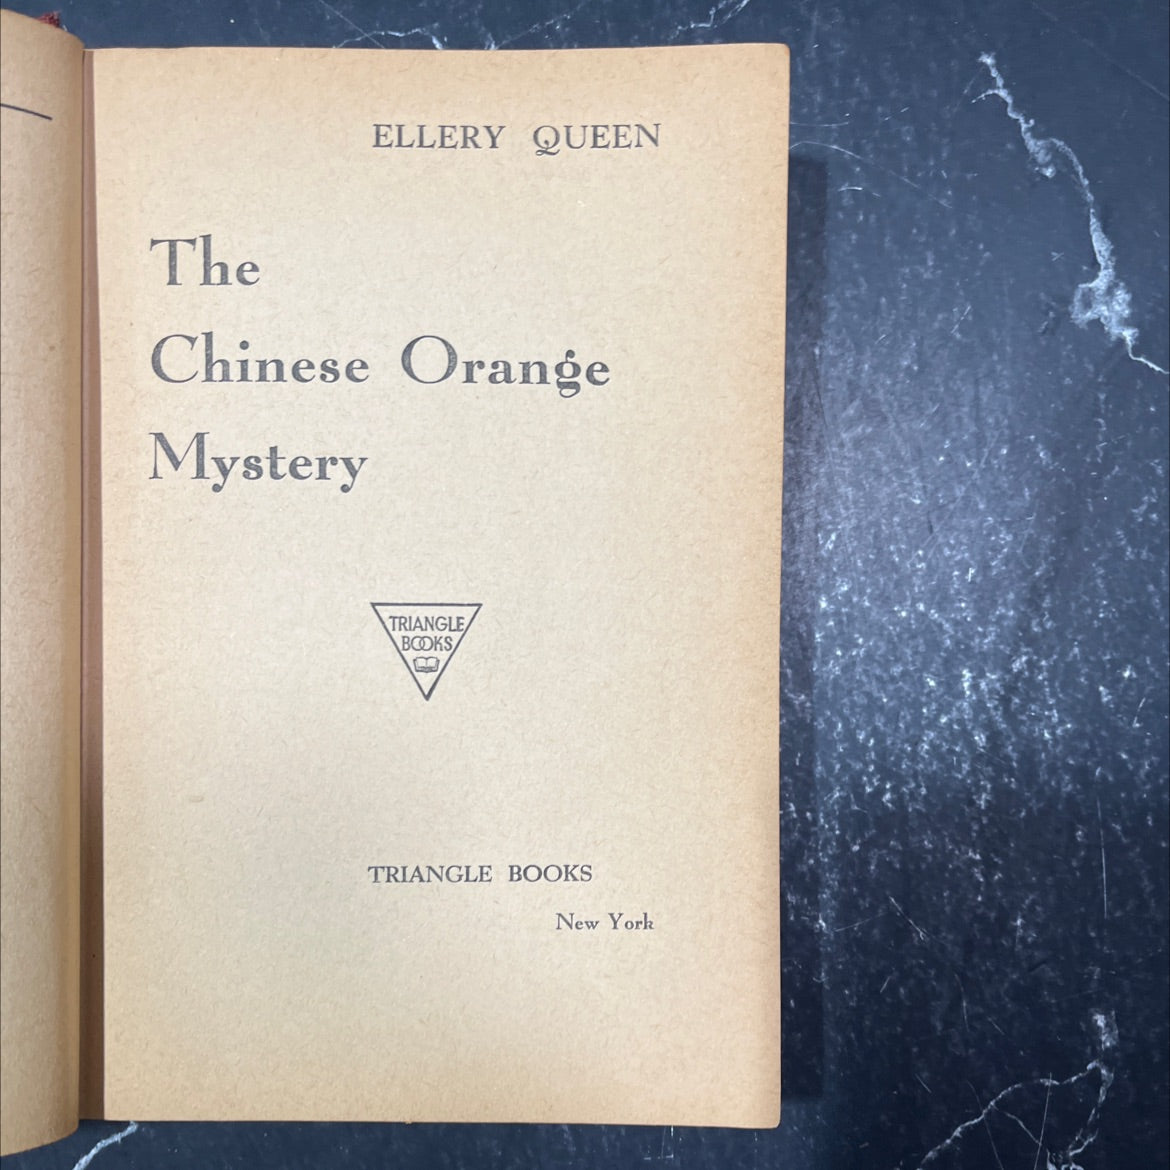 ELLERY QUEEN
The
Chinese Orange
Mystery
TRIANGLE
BOOKS
TRIANGLE BOOKS
New York